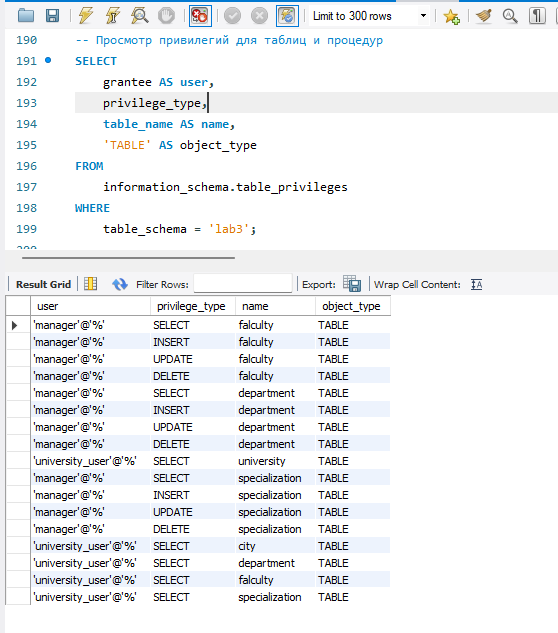 Limit to 300 rows
190 -- Просмотр привилегий для таблиц и процедур
191 SELECT
192 grantee AS user,
193 privilege_type,
194 table_name AS name,
195 'TABLE' AS object_type
196 FROM
197 information_schema.table_privileges
198 WHERE
199 table_schema = 'lab3';
Result Grid Filter Rows: Export: Wrap Cell Content:
user privilege_type name object_type
'manager'@'%' SELECT falculty TABLE
'manager'@'%' INSERT falculty TABLE
'manager'@'%' UPDATE falculty TABLE
'manager'@'%' DELETE falculty TABLE
'manager'@'%' SELECT department TABLE
'manager'@'%' INSERT department TABLE
'manager'@'%' UPDATE department TABLE
'manager'@'%' DELETE department TABLE
'university_user'@'%' SELECT university TABLE
'manager'@'%' SELECT specialization TABLE
'manager'@'%' INSERT specialization TABLE
'manager'@'%' UPDATE specialization TABLE
'manager'@'%' DELETE specialization TABLE
'university_user'@'%' SELECT city TABLE
'university_user'@'%' SELECT department TABLE
'university_user'@'%' SELECT falculty TABLE
'university_user'@'%' SELECT specialization TABLE